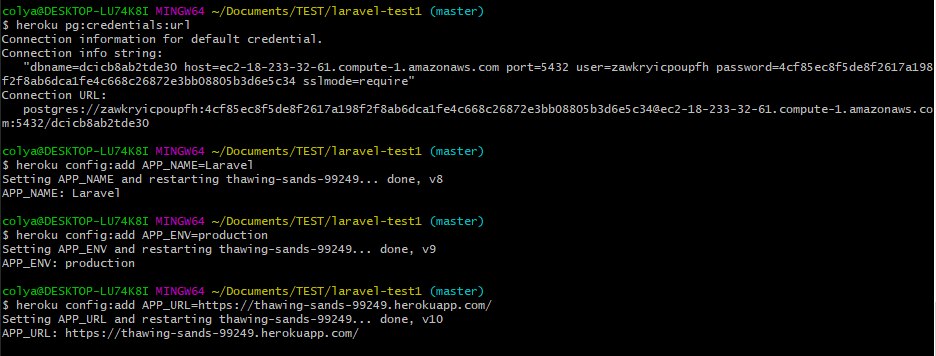 colya@DESKTOP-LU74K8I MINGW64 ~/Documents/TEST/laravel-test1 (master)
$ heroku pg:credentials:url
Connection information for default credential.
Connection info string:
"dbname=dcicb8ab2tde30 host=ec2-18-233-32-61.compute-1.amazonaws.com port=5432 user=zawkryicpoupfh password=4cf85ec8f5de8f2617a198
f2f8ab6dca1fe4c668c26872e3bb08805b3d6e5c34 sslmode=require"
Connection URL:
postgres://zawkryicpoupfh:4cf85ec8f5de8f2617a198f2f8ab6dca1fe4c668c26872e3bb08805b3d6e5c34@ec2-18-233-32-61.compute-1.amazonaws.co
m:5432/dcicb8ab2tde30
colya@DESKTOP-LU74K8I MINGW64 ~/Documents/TEST/laravel-test1 (master)
$ heroku config:add APP_NAME=Laravel
Setting APP_NAME and restarting thawing-sands-99249... done, v8
APP_NAME: Laravel
colya@DESKTOP-LU74K8I MINGW64 ~/Documents/TEST/laravel-test1 (master)
$ heroku config:add APP_ENV=production
Setting APP_ENV and restarting thawing-sands-99249... done, v9
APP_ENV: production
colya@DESKTOP-LU74K8I MINGW64 ~/Documents/TEST/laravel-test1 (master)
$ heroku config:add APP_URL=https://thawing-sands-99249.herokuapp.com/
Setting APP_URL and restarting thawing-sands-99249... done, v10
APP_URL: https://thawing-sands-99249.herokuapp.com/